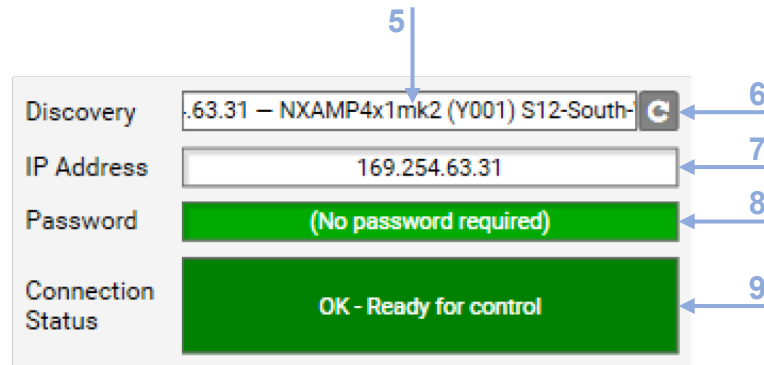 5
Discovery .63.31 — NXAMP4x1mk2 (Y001) S12-South- 6
IP Address 169.254.63.31 7
Password (No password required) 8
Connection Status OK - Ready for control 9